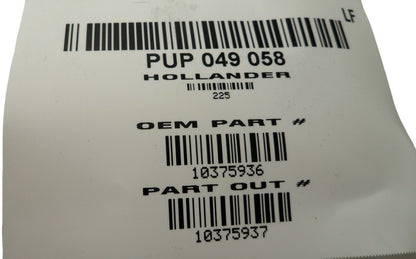 LF
PUP 049 058
HOLLANDER
225
OEM PART #
10375936
PART OUT #
10375937